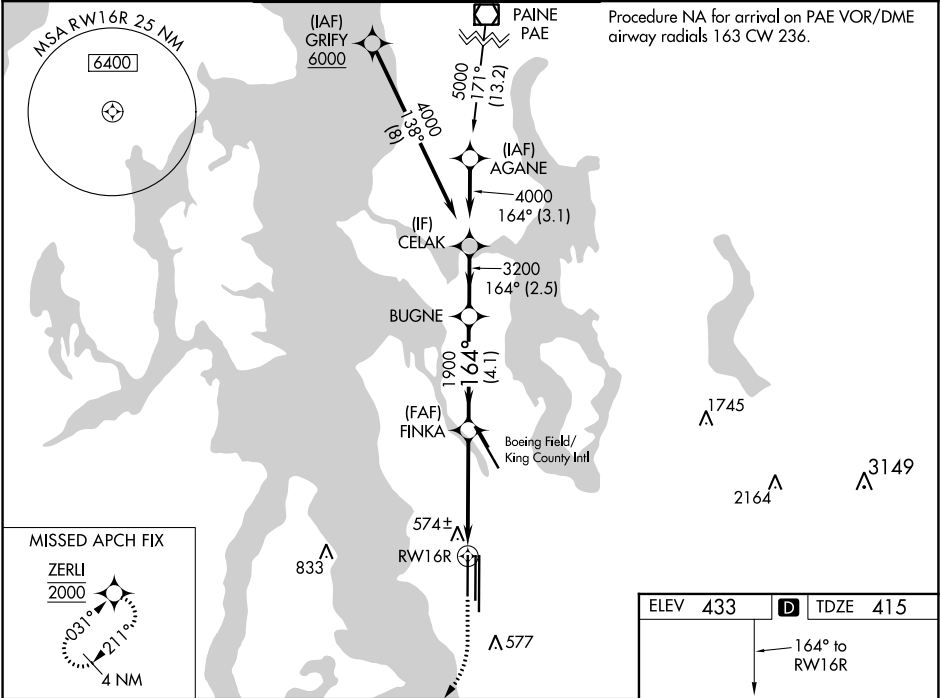 MSA RW16R 25 NM
6400
(IAF)
GRIFY
6000
PAINE
PAE
Procedure NA for arrival on PAE VOR/DME
airway radials 163 CW 236.
5000
171°
(13.2)
4000
138°
(8)
(IAF)
AGANE
4000
164° (3.1)
(IF)
CELAK
3200
164° (2.5)
BUGNE
1900
164°
(4.1)
(FAF)
FINKA
Boeing Field/
King County Intl
1745
2164
3149
574±
RW16R
833
577
MISSED APCH FIX
ZERLI
2000
031°
211°
4 NM
ELEV 433 D TDZE 415
164° to
RW16R